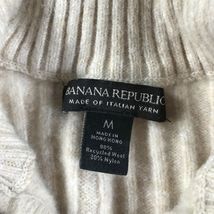 BANANA REPUBLIC
MADE OF ITALIAN YARN
M
MADE IN
HONG KONG
80%
Recycled Wool
20% Nylon